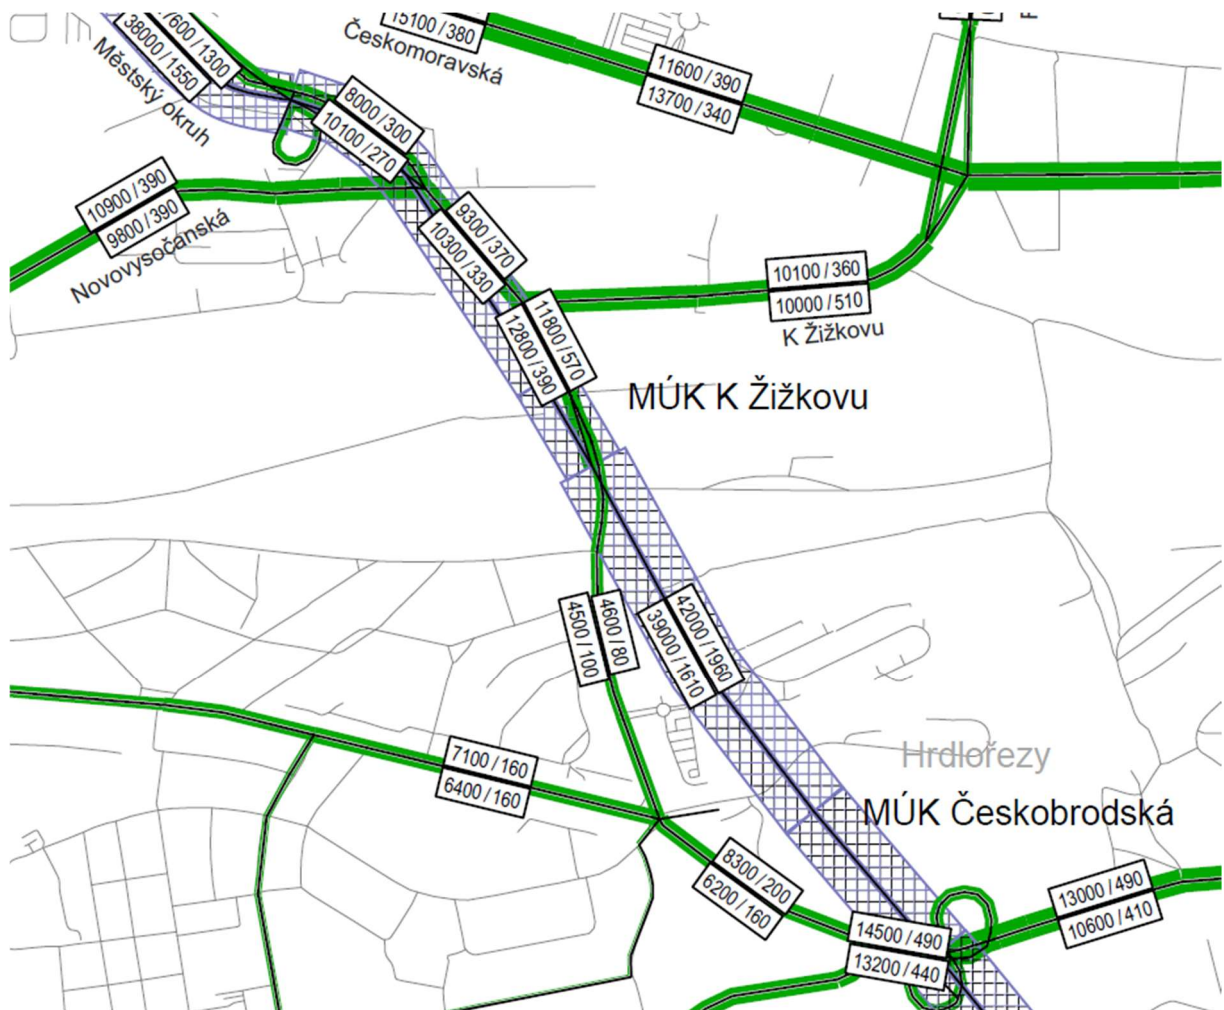 7600 / 1300
38000 / 1550
Městský okruh
15100 / 380
Českomoravská
11600 / 390
13700 / 340
8000 / 300
10100 / 270
10900 / 390
9800 / 390
Novovysočanská
9300 / 370
10300 / 330
10100 / 360
10000 / 510
K Žižkovu
11800 / 570
12800 / 390
MÚK K Žižkovu
4600 / 80
4500 / 100
42000 / 1960
39000 / 1610
7100 / 160
6400 / 160
Hrdlořezy
MÚK Českobrodská
8300 / 200
6200 / 160
13000 / 490
10600 / 410
14500 / 490
13200 / 440